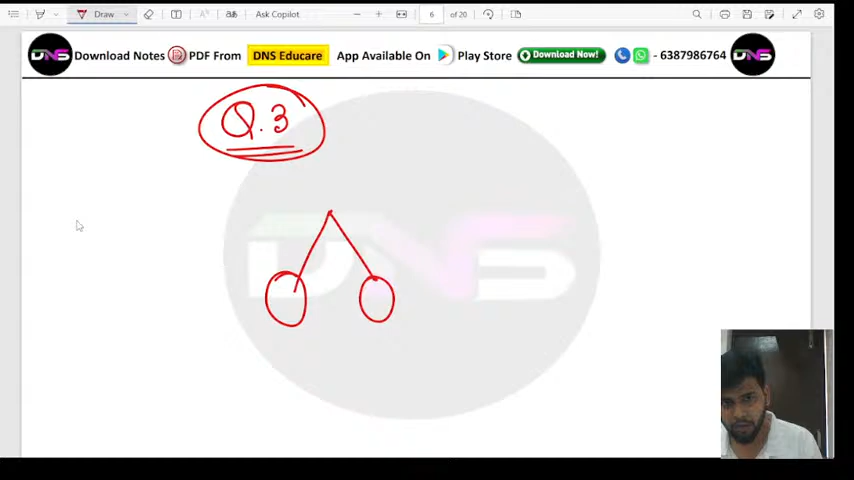 Draw
Ask Copilot
6 of 20
DNS Download Notes PDF From DNS Educare App Available On Play Store Download Now! - 6387986764 DNS
Q.3
DNS